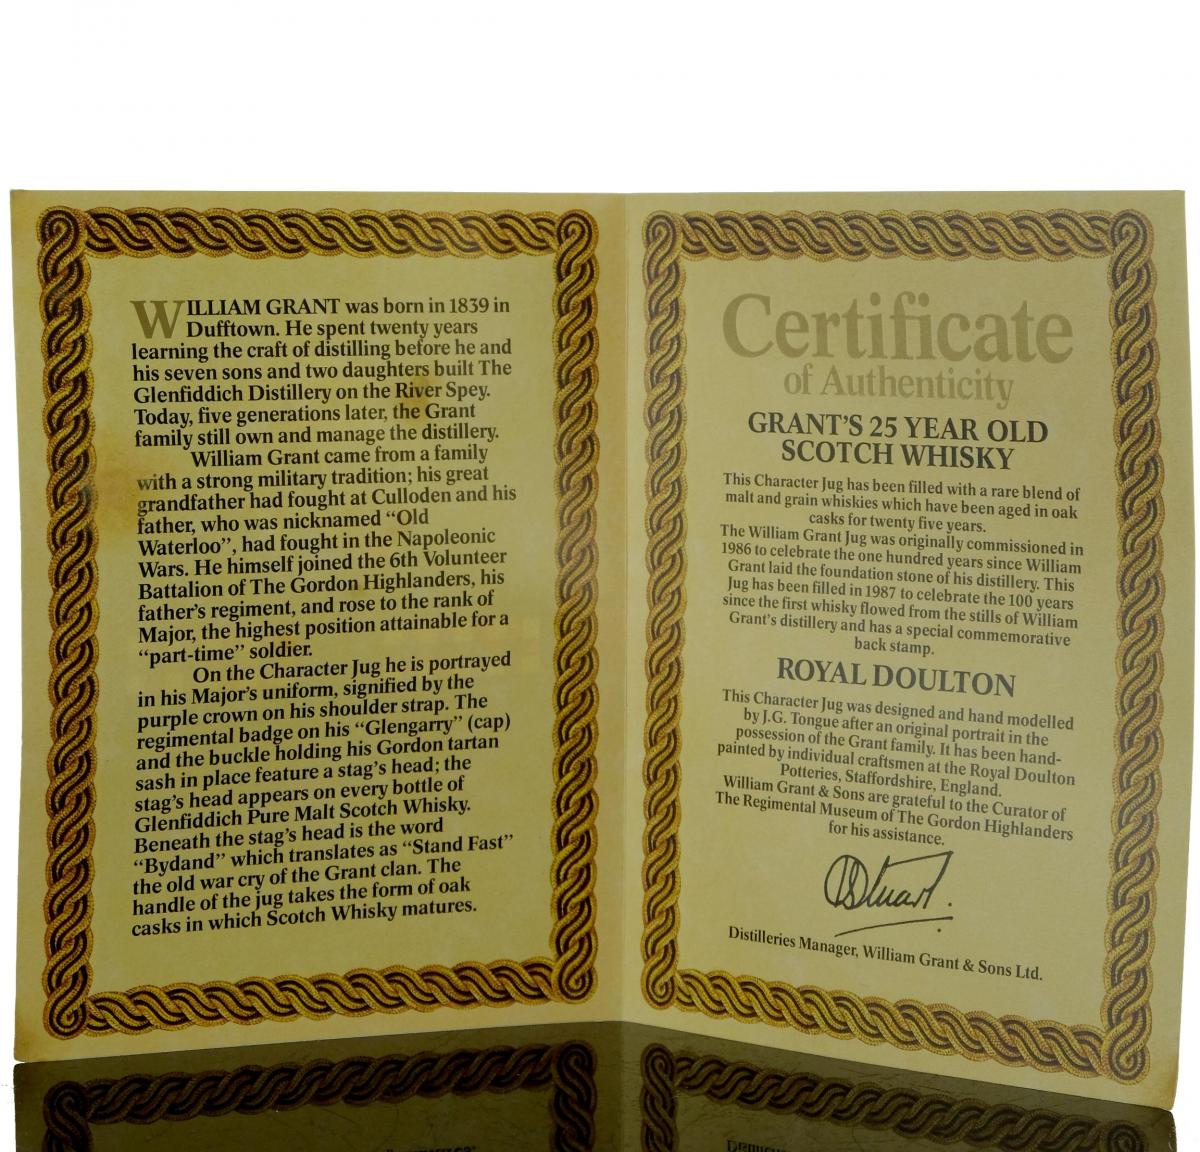 WILLIAM GRANT was born in 1839 in
Dufftown. He spent twenty years
learning the craft of distilling before he and
his seven sons and two daughters built The
Glenfiddich Distillery on the River Spey.
Today, five generations later, the Grant
family still own and manage the distillery.
William Grant came from a family
with a strong military tradition; his great
grandfather had fought at Culloden and his
father, who was nicknamed “Old
Waterloo”, had fought in the Napoleonic
Wars. He himself joined the 6th Volunteer
Battalion of The Gordon Highlanders, his
father’s regiment, and rose to the rank of
Major, the highest position attainable for a
“part-time” soldier.
On the Character Jug he is portrayed
in his Major’s uniform, signified by the
purple crown on his shoulder strap. The
regimental badge on his “Glengarry” (cap)
and the buckle holding his Gordon tartan
sash in place feature a stag’s head; the
stag’s head appears on every bottle of
Glenfiddich Pure Malt Scotch Whisky.
Beneath the stag’s head is the word
“Bydand” which translates as “Stand Fast”
the old war cry of the Grant clan. The
handle of the jug takes the form of oak
casks in which Scotch Whisky matures.
Certificate
of Authenticity
GRANT’S 25 YEAR OLD
SCOTCH WHISKY
This Character Jug has been filled with a rare blend of
malt and grain whiskies which have been aged in oak
casks for twenty five years.
The William Grant Jug was originally commissioned in
1986 to celebrate the one hundred years since William
Grant laid the foundation stone of his distillery. This
Jug has been filled in 1987 to celebrate the 100 years
since the first whisky flowed from the stills of William
Grant’s distillery and has a special commemorative
back stamp.
ROYAL DOULTON
This Character Jug was designed and hand modelled
by J.G. Tongue after an original portrait in the
possession of the Grant family. It has been hand-
painted by individual craftsmen at the Royal Doulton
Potteries, Staffordshire, England.
William Grant & Sons are grateful to the Curator of
The Regimental Museum of The Gordon Highlanders
for his assistance.
Stuart.
Distilleries Manager, William Grant & Sons Ltd.